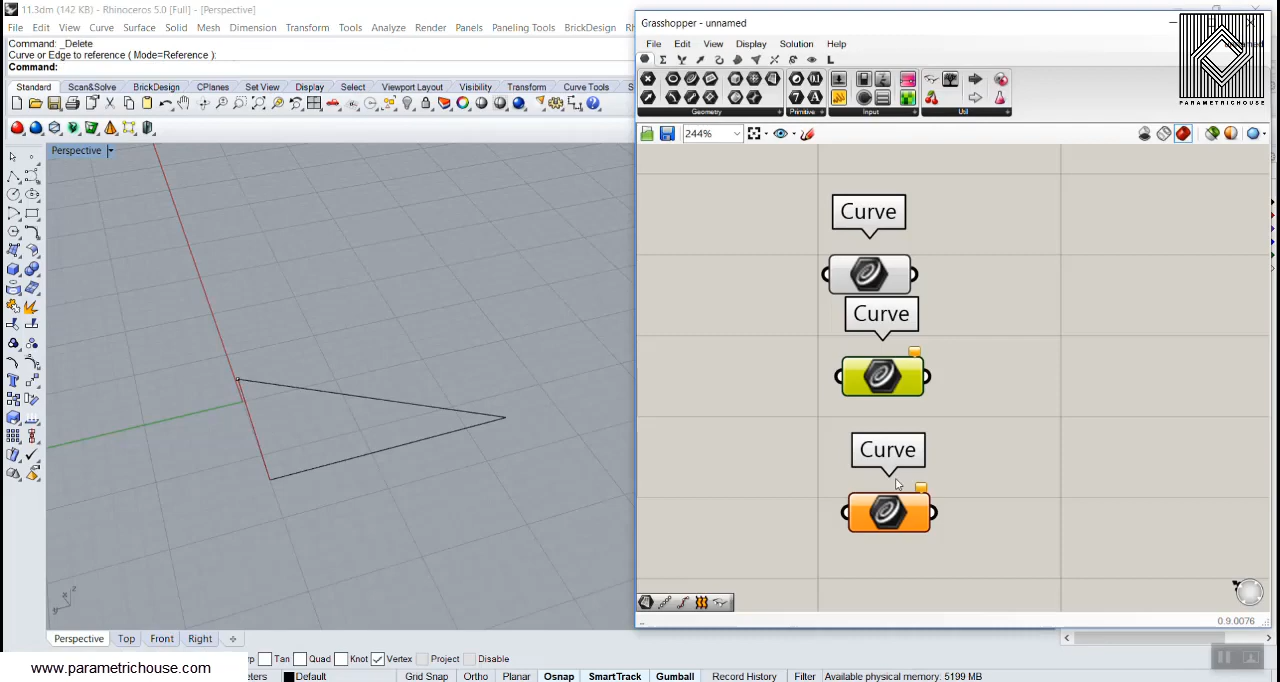 11.3dm (142 KB) - Rhinoceros 5.0 [Full] - [Perspective]
File Edit View Curve Surface Solid Mesh Dimension Transform Tools Analyze Render Panels Paneling Tools BrickDesign
Command: _Delete
Curve or Edge to reference ( Mode=Reference ):
Command:
Standard Scan&Solve BrickDesign CPlanes Set View Display Select Viewport Layout Visibility Transform Curve Tools
Perspective
z
x
y
Perspective Top Front Right
Tan Quad Knot Vertex Project Disable
Default Grid Snap Ortho Planar Osnap SmartTrack Gumball Record History Filter Available physical memory: 5195 MB
www.parametrichouse.com
Grasshopper - unnamed
File Edit View Display Solution Help
L
Geometry Primitive Input Util
244%
Curve
Curve
Curve
0.9.0076
PARAMETRICHOUSE